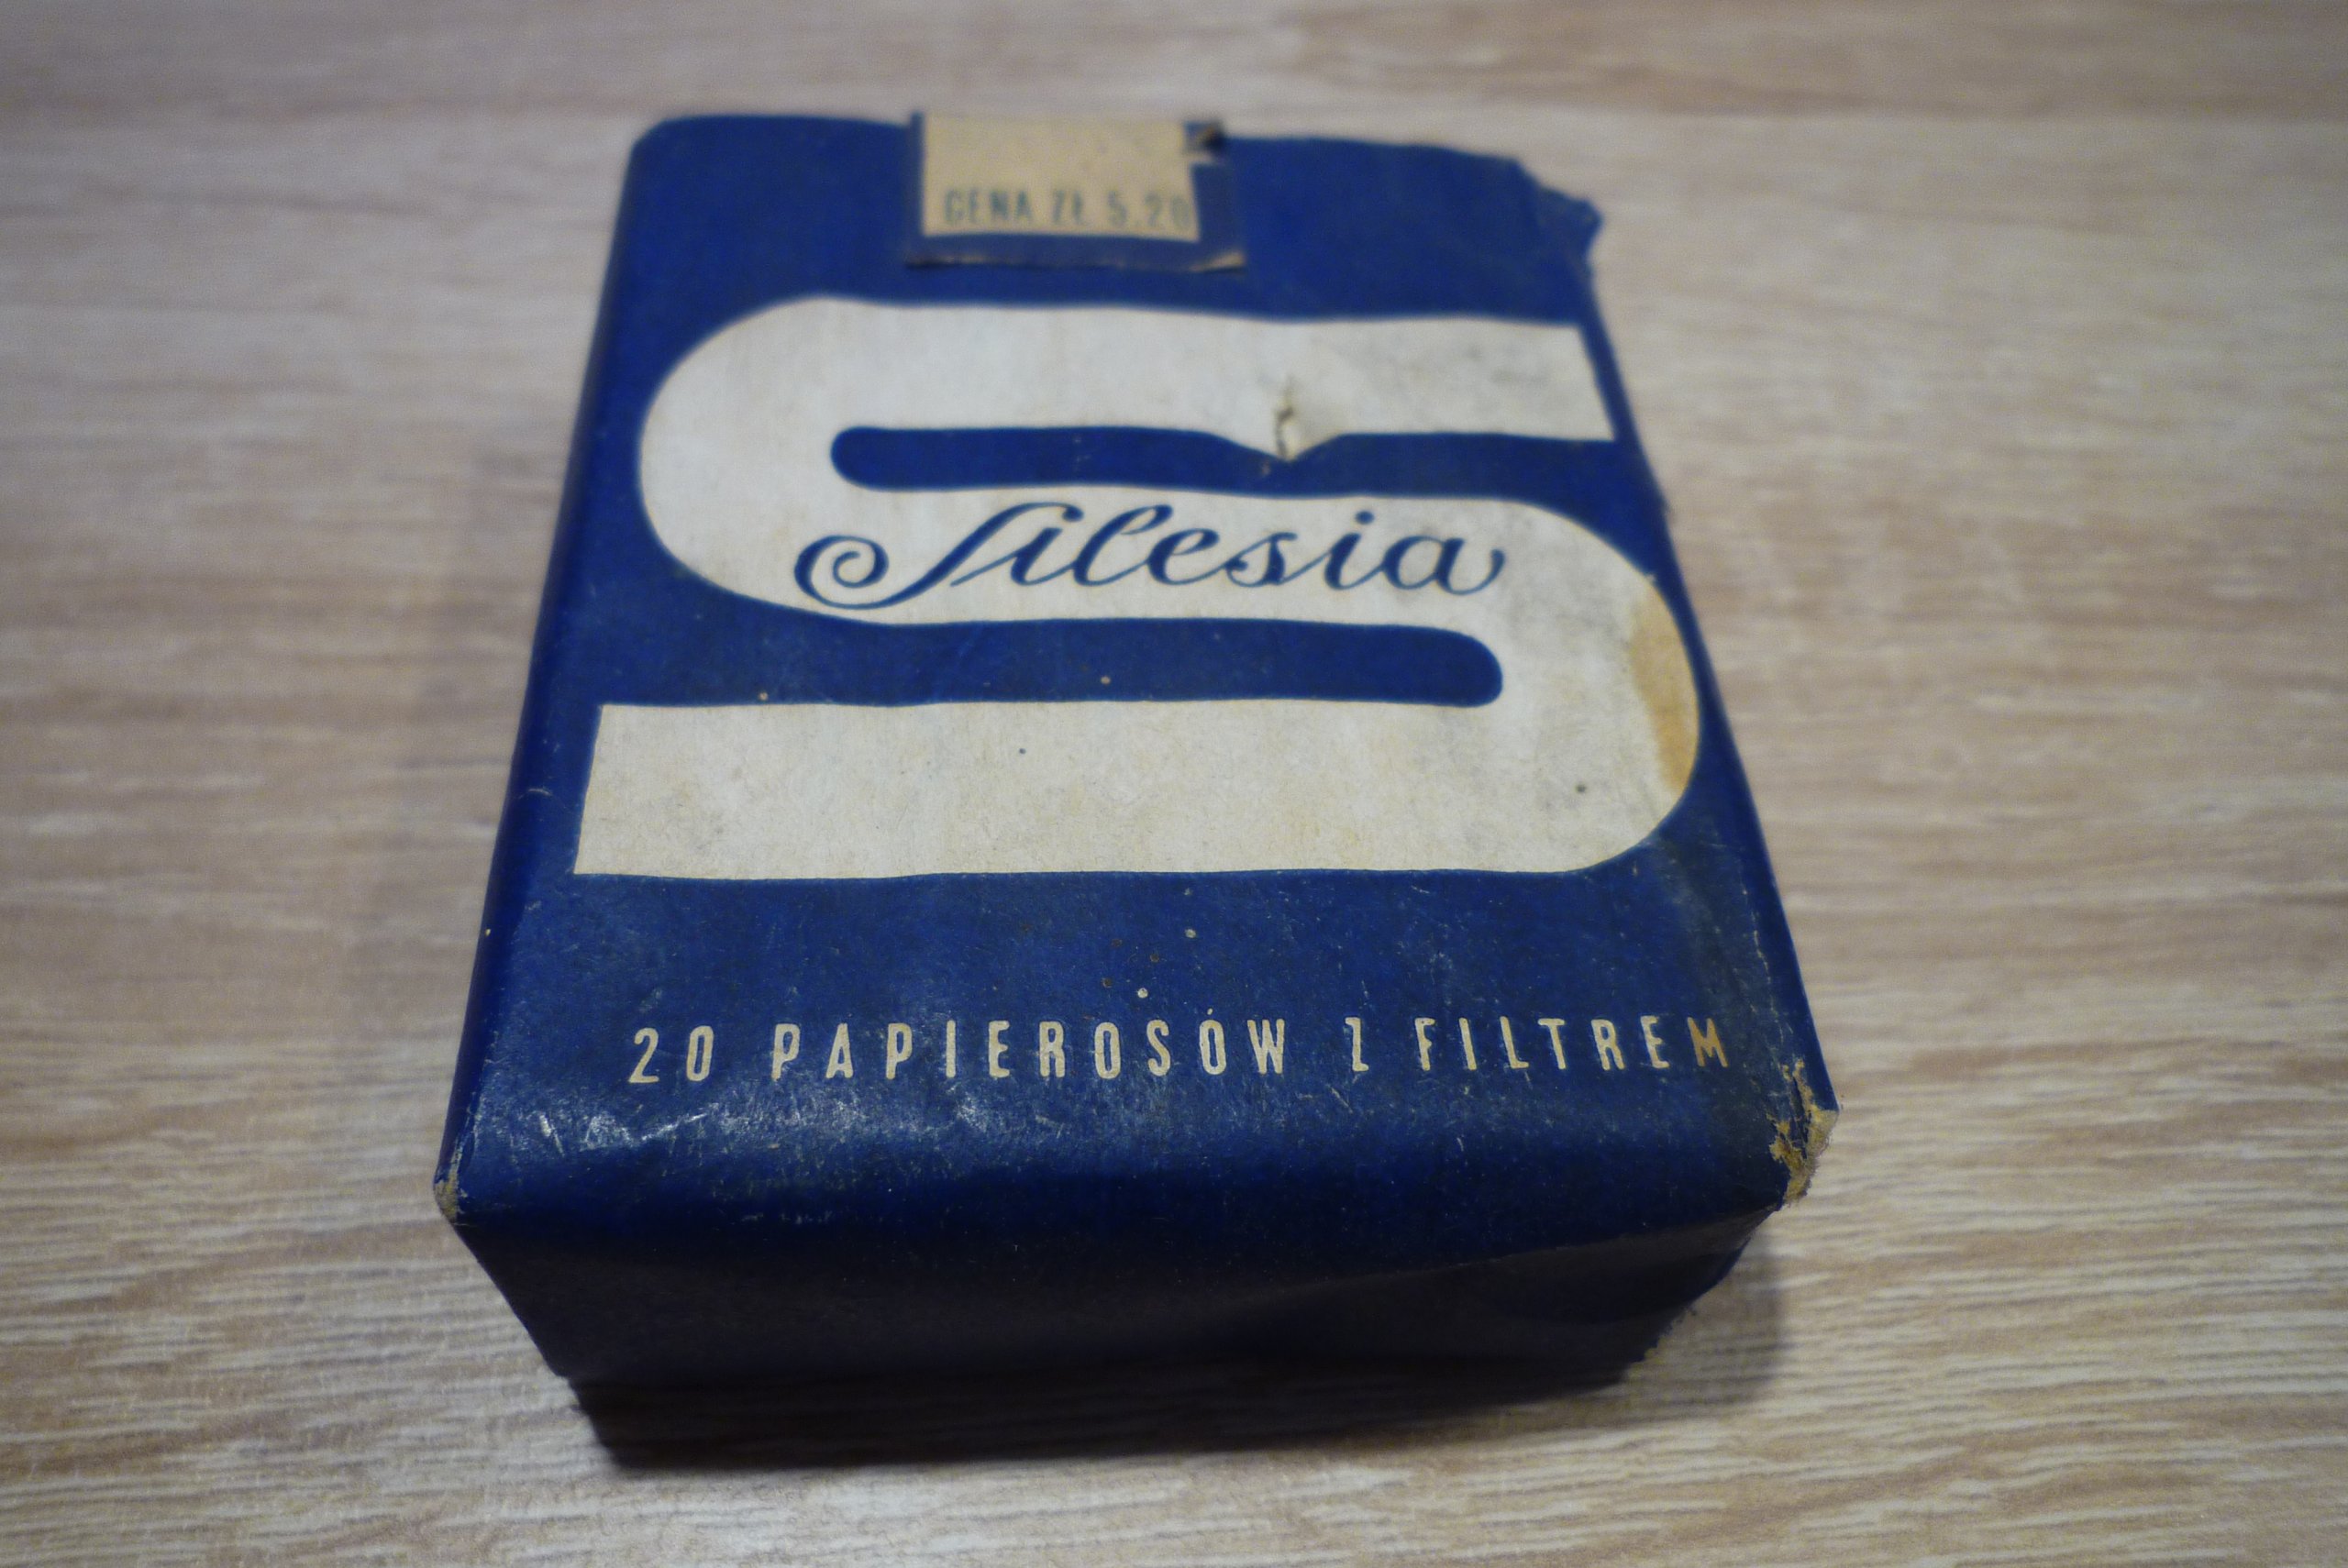 CENA ZŁ 5.20
Silesia
20 PAPIEROSÓW Z FILTREM